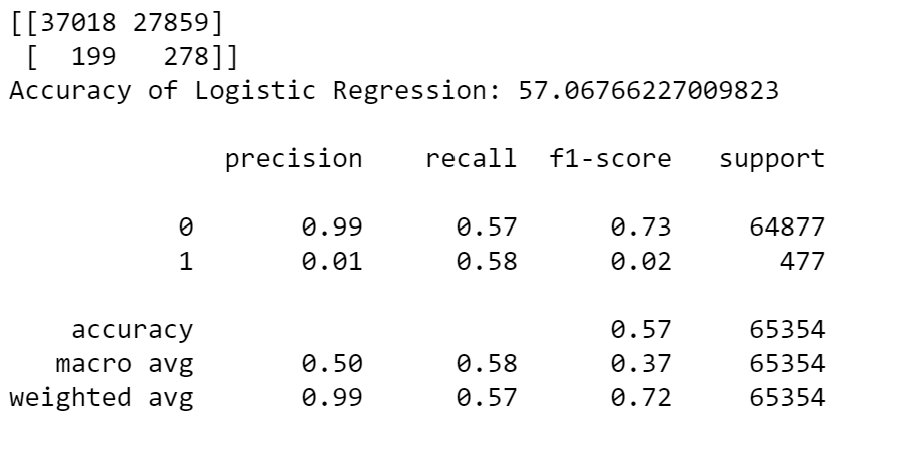 [[37018 27859]
 [  199   278]]
Accuracy of Logistic Regression: 57.06766227009823
              precision    recall  f1-score   support
           0       0.99      0.57      0.73     64877
           1       0.01      0.58      0.02       477
    accuracy                           0.57     65354
   macro avg       0.50      0.58      0.37     65354
weighted avg       0.99      0.57      0.72     65354